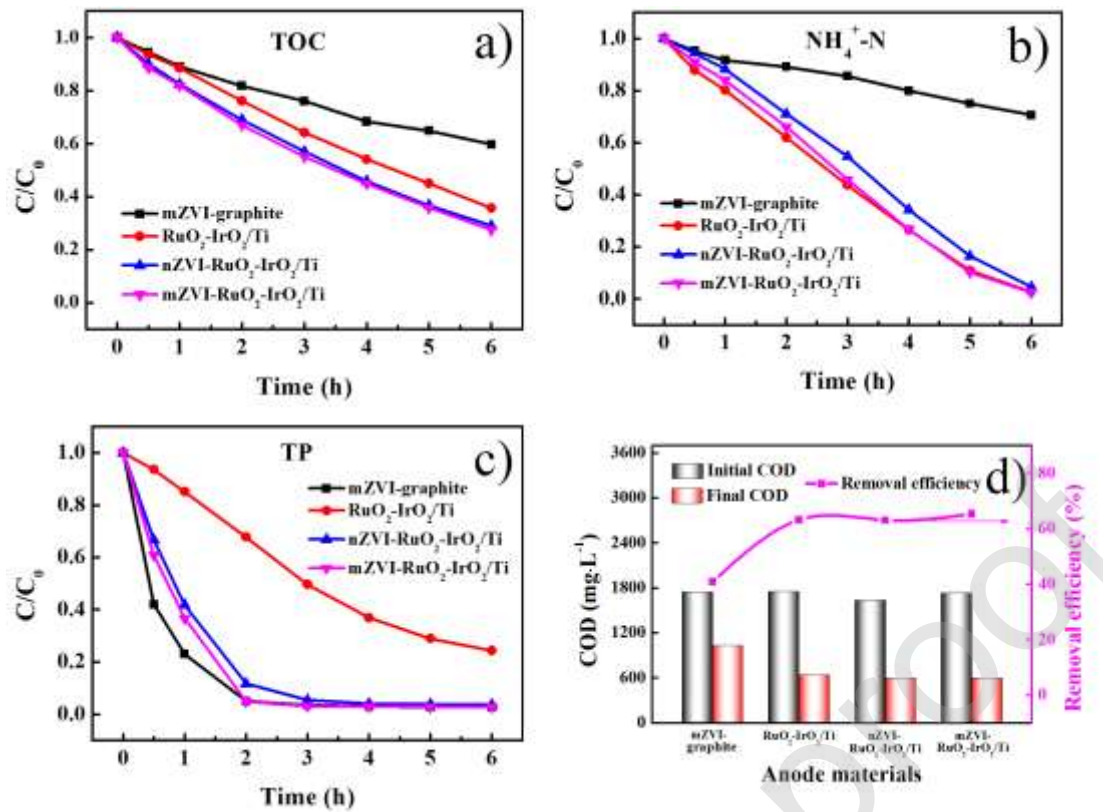 a)
TOC
1.0
0.8
0.6
0.4
0.2
0.0
C/C₀
mZVI-graphite
RuO₂-IrO₂/Ti
nZVI-RuO₂-IrO₂/Ti
mZVI-RuO₂-IrO₂/Ti
0 1 2 3 4 5 6
Time (h)
b)
NH₄⁺-N
1.0
0.8
0.6
0.4
0.2
0.0
C/C₀
mZVI-graphite
RuO₂-IrO₂/Ti
nZVI-RuO₂-IrO₂/Ti
mZVI-RuO₂-IrO₂/Ti
0 1 2 3 4 5 6
Time (h)
c)
TP
1.0
0.8
0.6
0.4
0.2
0.0
C/C₀
mZVI-graphite
RuO₂-IrO₂/Ti
nZVI-RuO₂-IrO₂/Ti
mZVI-RuO₂-IrO₂/Ti
0 1 2 3 4 5 6
Time (h)
d)
3600
3000
2400
1800
1200
600
0
COD (mg·L⁻¹)
Initial COD
Final COD
Removal efficiency
80
60
40
20
0
Removal efficiency (%)
mZVI-
graphite
RuO₂-IrO₂/Ti
nZVI-
RuO₂-IrO₂/Ti
mZVI-
RuO₂-IrO₂/Ti
Anode materials
proof